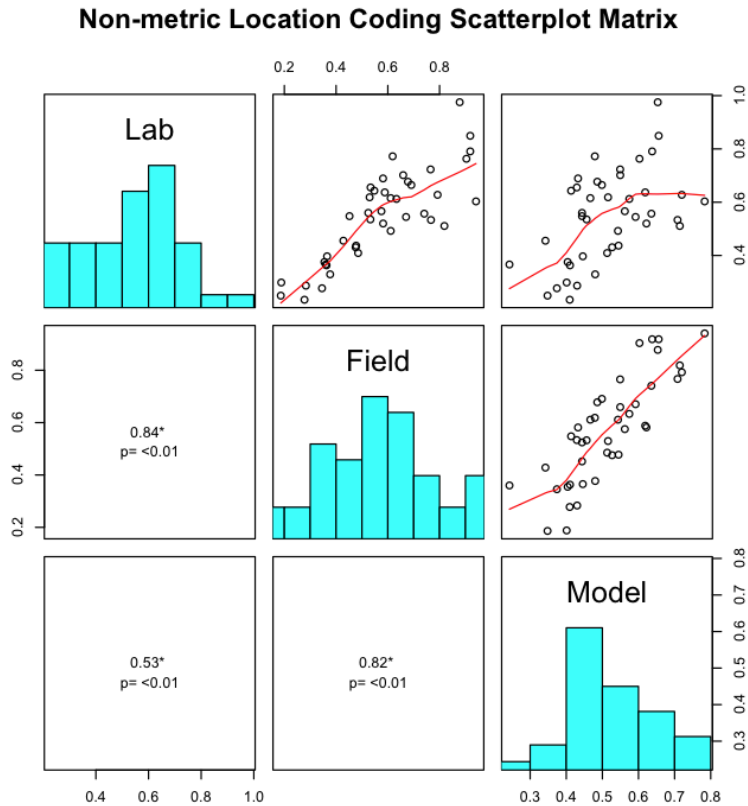 Non-metric Location Coding Scatterplot Matrix
0.2 0.4 0.6 0.8
Lab
0.4 0.6 0.8 1.0
0.2 0.4 0.6 0.8
0.84*
p= <0.01
Field
0.53*
p= <0.01
0.82*
p= <0.01
Model
0.3 0.4 0.5 0.6 0.7 0.8
0.4 0.6 0.8 1.0
0.3 0.4 0.5 0.6 0.7 0.8